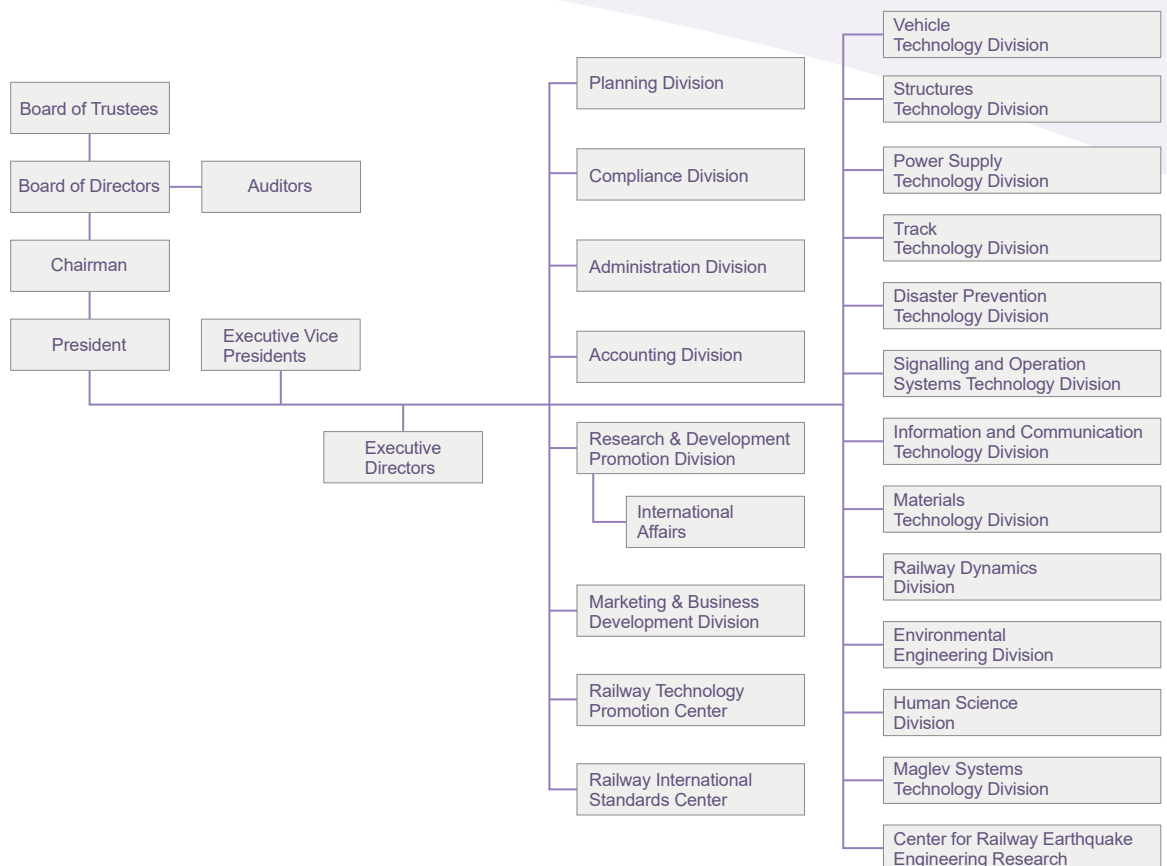 Board of Trustees
Board of Directors
Auditors
Chairman
President
Executive Vice
Presidents
Executive
Directors
Planning Division
Compliance Division
Administration Division
Accounting Division
Research & Development
Promotion Division
International
Affairs
Marketing & Business
Development Division
Railway Technology
Promotion Center
Railway International
Standards Center
Vehicle
Technology Division
Structures
Technology Division
Power Supply
Technology Division
Track
Technology Division
Disaster Prevention
Technology Division
Signalling and Operation
Systems Technology Division
Information and Communication
Technology Division
Materials
Technology Division
Railway Dynamics
Division
Environmental
Engineering Division
Human Science
Division
Maglev Systems
Technology Division
Center for Railway Earthquake
Engineering Research